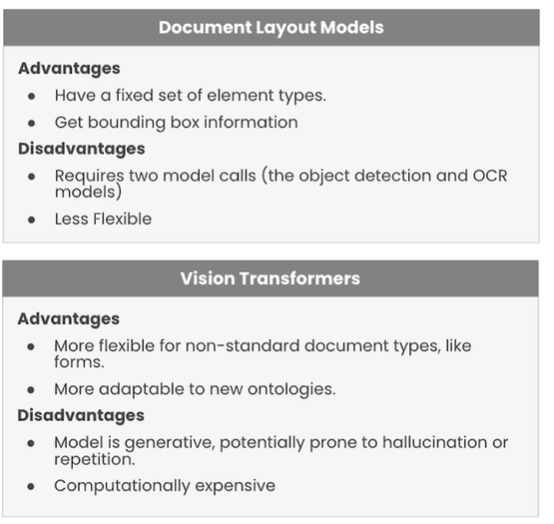 Document Layout Models
Advantages
● Have a fixed set of element types.
● Get bounding box information
Disadvantages
● Requires two model calls (the object detection and OCR
models)
● Less Flexible
Vision Transformers
Advantages
● More flexible for non-standard document types, like
forms.
● More adaptable to new ontologies.
Disadvantages
● Model is generative, potentially prone to hallucination or
repetition.
● Computationally expensive